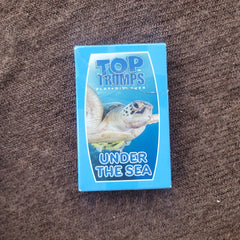 TOP
TRUMPS
UNDER
THE SEA